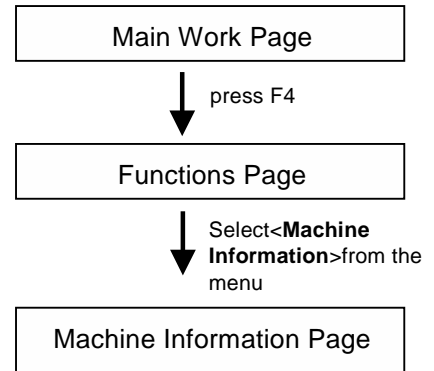 Main Work Page
press F4
Functions Page
Select<Machine
Information>from the
menu
Machine Information Page